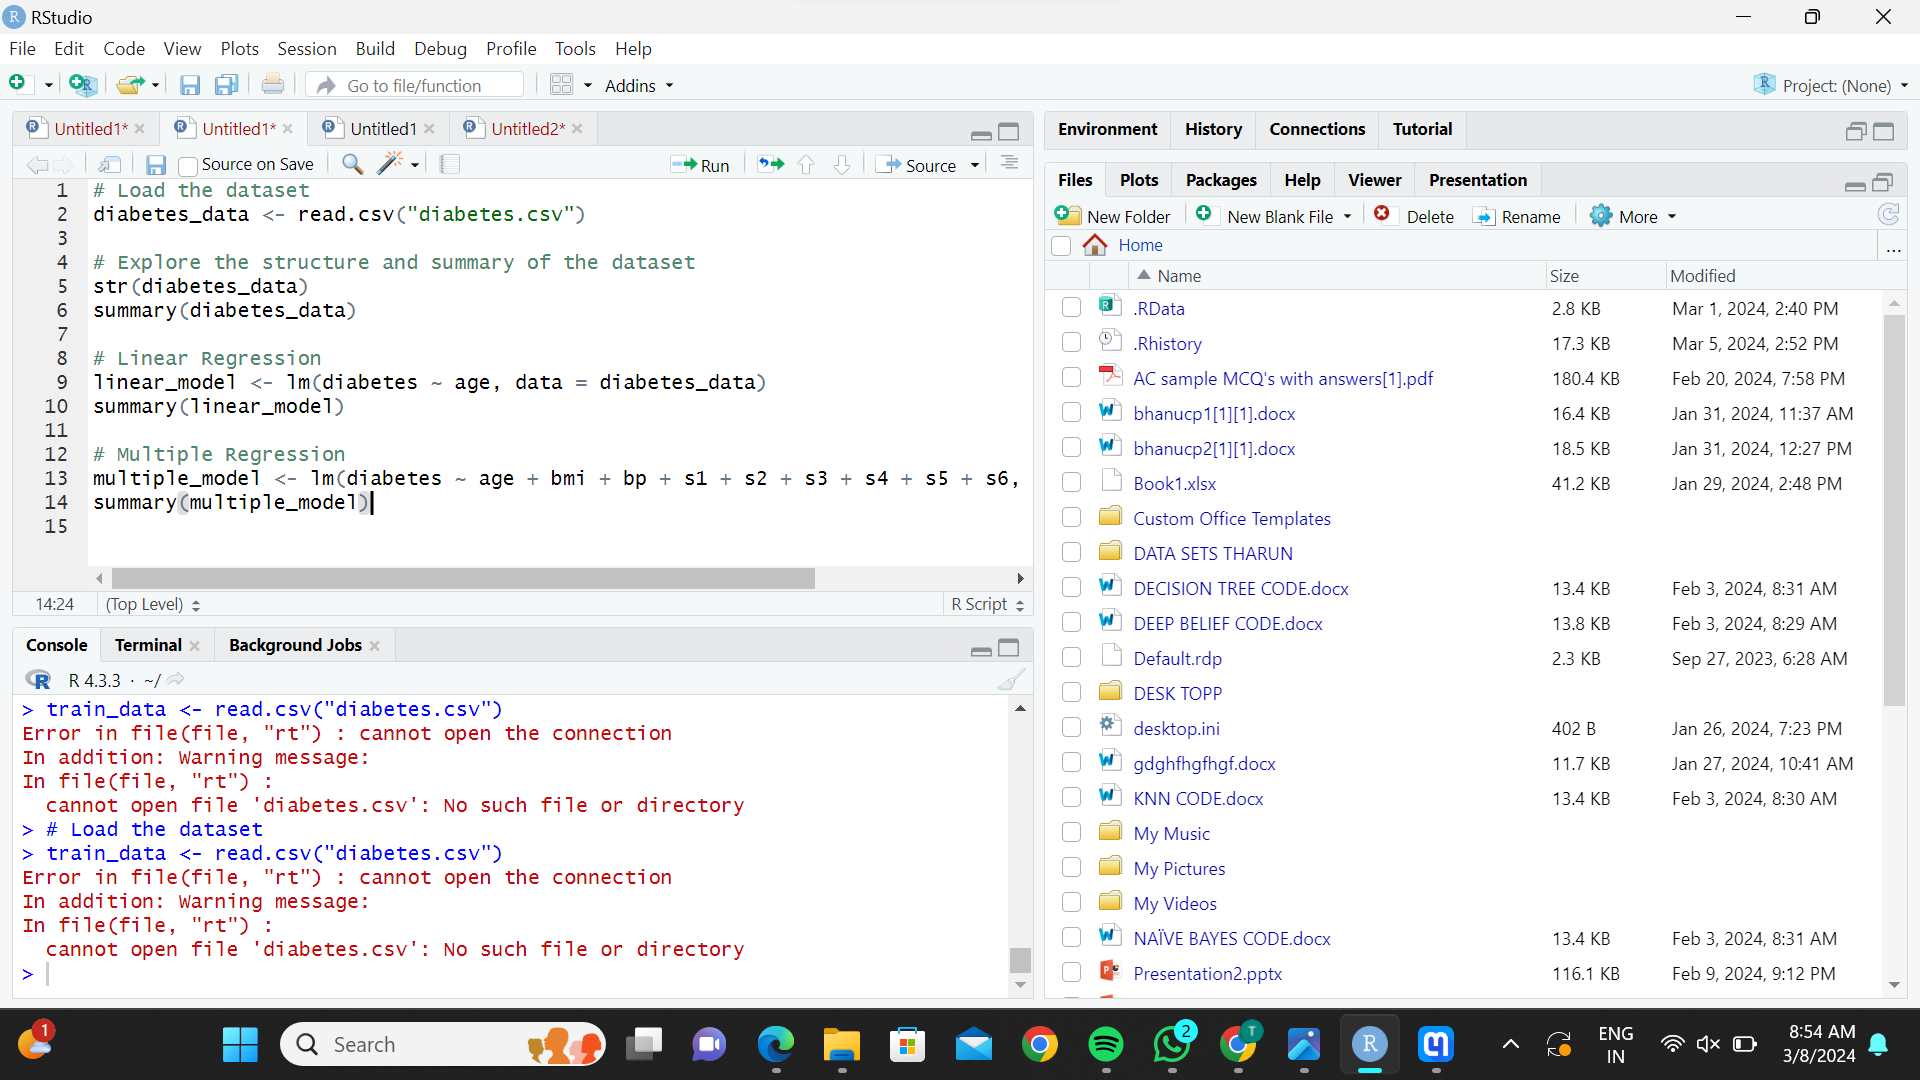 RStudio
File Edit Code View Plots Session Build Debug Profile Tools Help
Go to file/function Addins Project: (None)
Untitled1* Untitled1* Untitled1 Untitled2*
Source on Save Run Source
1 # Load the dataset
2 diabetes_data <- read.csv("diabetes.csv")
3
4 # Explore the structure and summary of the dataset
5 str(diabetes_data)
6 summary(diabetes_data)
7
8 # Linear Regression
9 linear_model <- lm(diabetes ~ age, data = diabetes_data)
10 summary(linear_model)
11
12 # Multiple Regression
13 multiple_model <- lm(diabetes ~ age + bmi + bp + s1 + s2 + s3 + s4 + s5 + s6,
14 summary(multiple_model)
15
14:24 (Top Level) R Script
Console Terminal Background Jobs
R 4.3.3 · ~/
> train_data <- read.csv("diabetes.csv")
Error in file(file, "rt") : cannot open the connection
In addition: Warning message:
In file(file, "rt") :
cannot open file 'diabetes.csv': No such file or directory
> # Load the dataset
> train_data <- read.csv("diabetes.csv")
Error in file(file, "rt") : cannot open the connection
In addition: Warning message:
In file(file, "rt") :
cannot open file 'diabetes.csv': No such file or directory
>
Environment History Connections Tutorial
Files Plots Packages Help Viewer Presentation
New Folder New Blank File Delete Rename More
Home ...
Name Size Modified
.RData 2.8 KB Mar 1, 2024, 2:40 PM
.Rhistory 17.3 KB Mar 5, 2024, 2:52 PM
AC sample MCQ's with answers[1].pdf 180.4 KB Feb 20, 2024, 7:58 PM
bhanucp1[1][1].docx 16.4 KB Jan 31, 2024, 11:37 AM
bhanucp2[1][1].docx 18.5 KB Jan 31, 2024, 12:27 PM
Book1.xlsx 41.2 KB Jan 29, 2024, 2:48 PM
Custom Office Templates
DATA SETS THARUN
DECISION TREE CODE.docx 13.4 KB Feb 3, 2024, 8:31 AM
DEEP BELIEF CODE.docx 13.8 KB Feb 3, 2024, 8:29 AM
Default.rdp 2.3 KB Sep 27, 2023, 6:28 AM
DESK TOPP
desktop.ini 402 B Jan 26, 2024, 7:23 PM
gdghfhgfhgf.docx 11.7 KB Jan 27, 2024, 10:41 AM
KNN CODE.docx 13.4 KB Feb 3, 2024, 8:30 AM
My Music
My Pictures
My Videos
NAÏVE BAYES CODE.docx 13.4 KB Feb 3, 2024, 8:31 AM
Presentation2.pptx 116.1 KB Feb 9, 2024, 9:12 PM
1 Search 2 T R ENG 8:54 AM
IN 3/8/2024